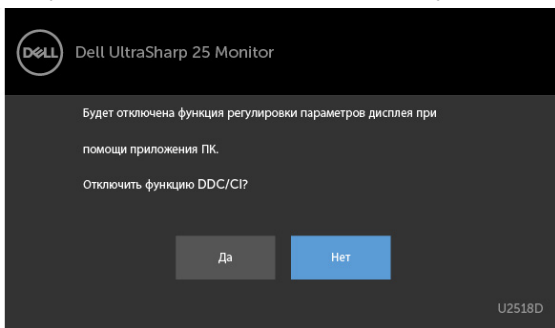 DELL
Dell UltraSharp 25 Monitor
Будет отключена функция регулировки параметров дисплея при
помощи приложения ПК.
Отключить функцию DDC/CI?
Да
Нет
U2518D